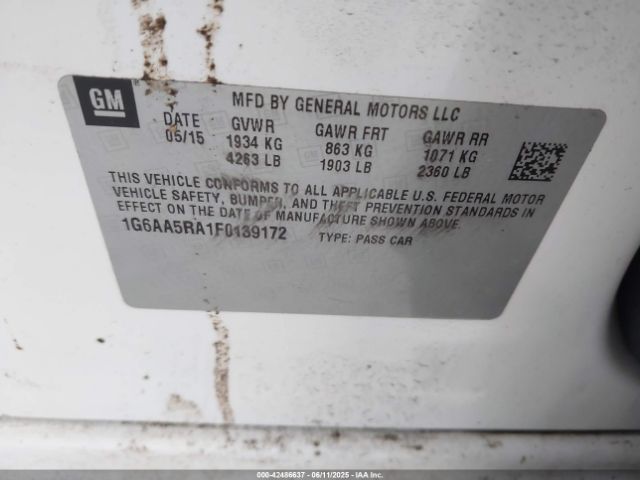 GM
MFD BY GENERAL MOTORS LLC
DATE GVWR GAWR FRT GAWR RR
05/15 1934 KG 863 KG 1071 KG
4263 LB 1903 LB 2360 LB
THIS VEHICLE CONFORMS TO ALL APPLICABLE U.S. FEDERAL MOTOR
VEHICLE SAFETY, BUMPER, AND THEFT PREVENTION STANDARDS IN
EFFECT ON THE DATE OF MANUFACTURE SHOWN ABOVE.
1G6AA5RA1F0139172 TYPE: PASS CAR
000-42486637 - 06/11/2025 - IAA Inc.